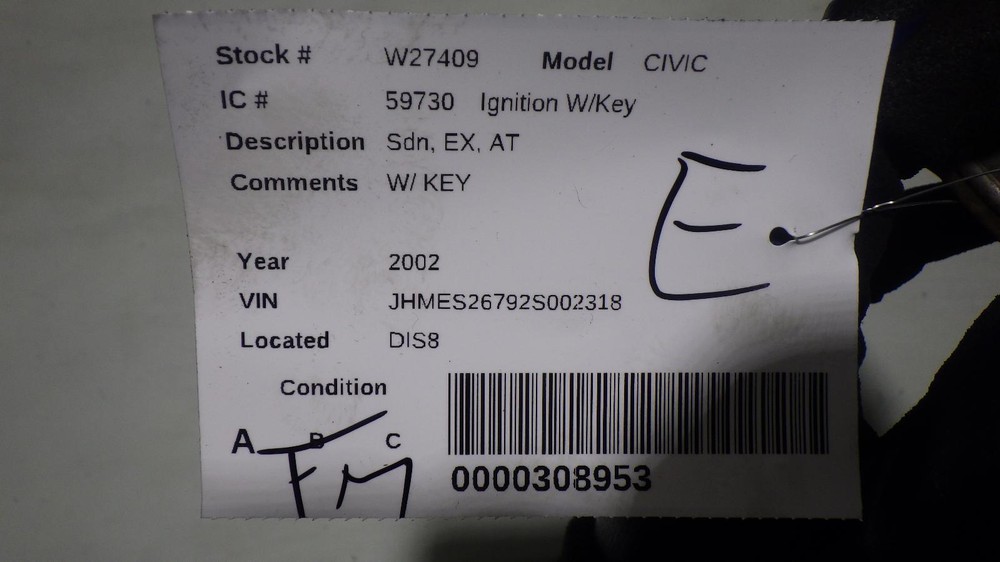 Stock # W27409 Model CIVIC
IC # 59730 Ignition W/Key
Description Sdn, EX, AT
Comments W/ KEY
E
Year 2002
VIN JHMES26792S002318
Located DIS8
Condition
A B C
FM
0000308953